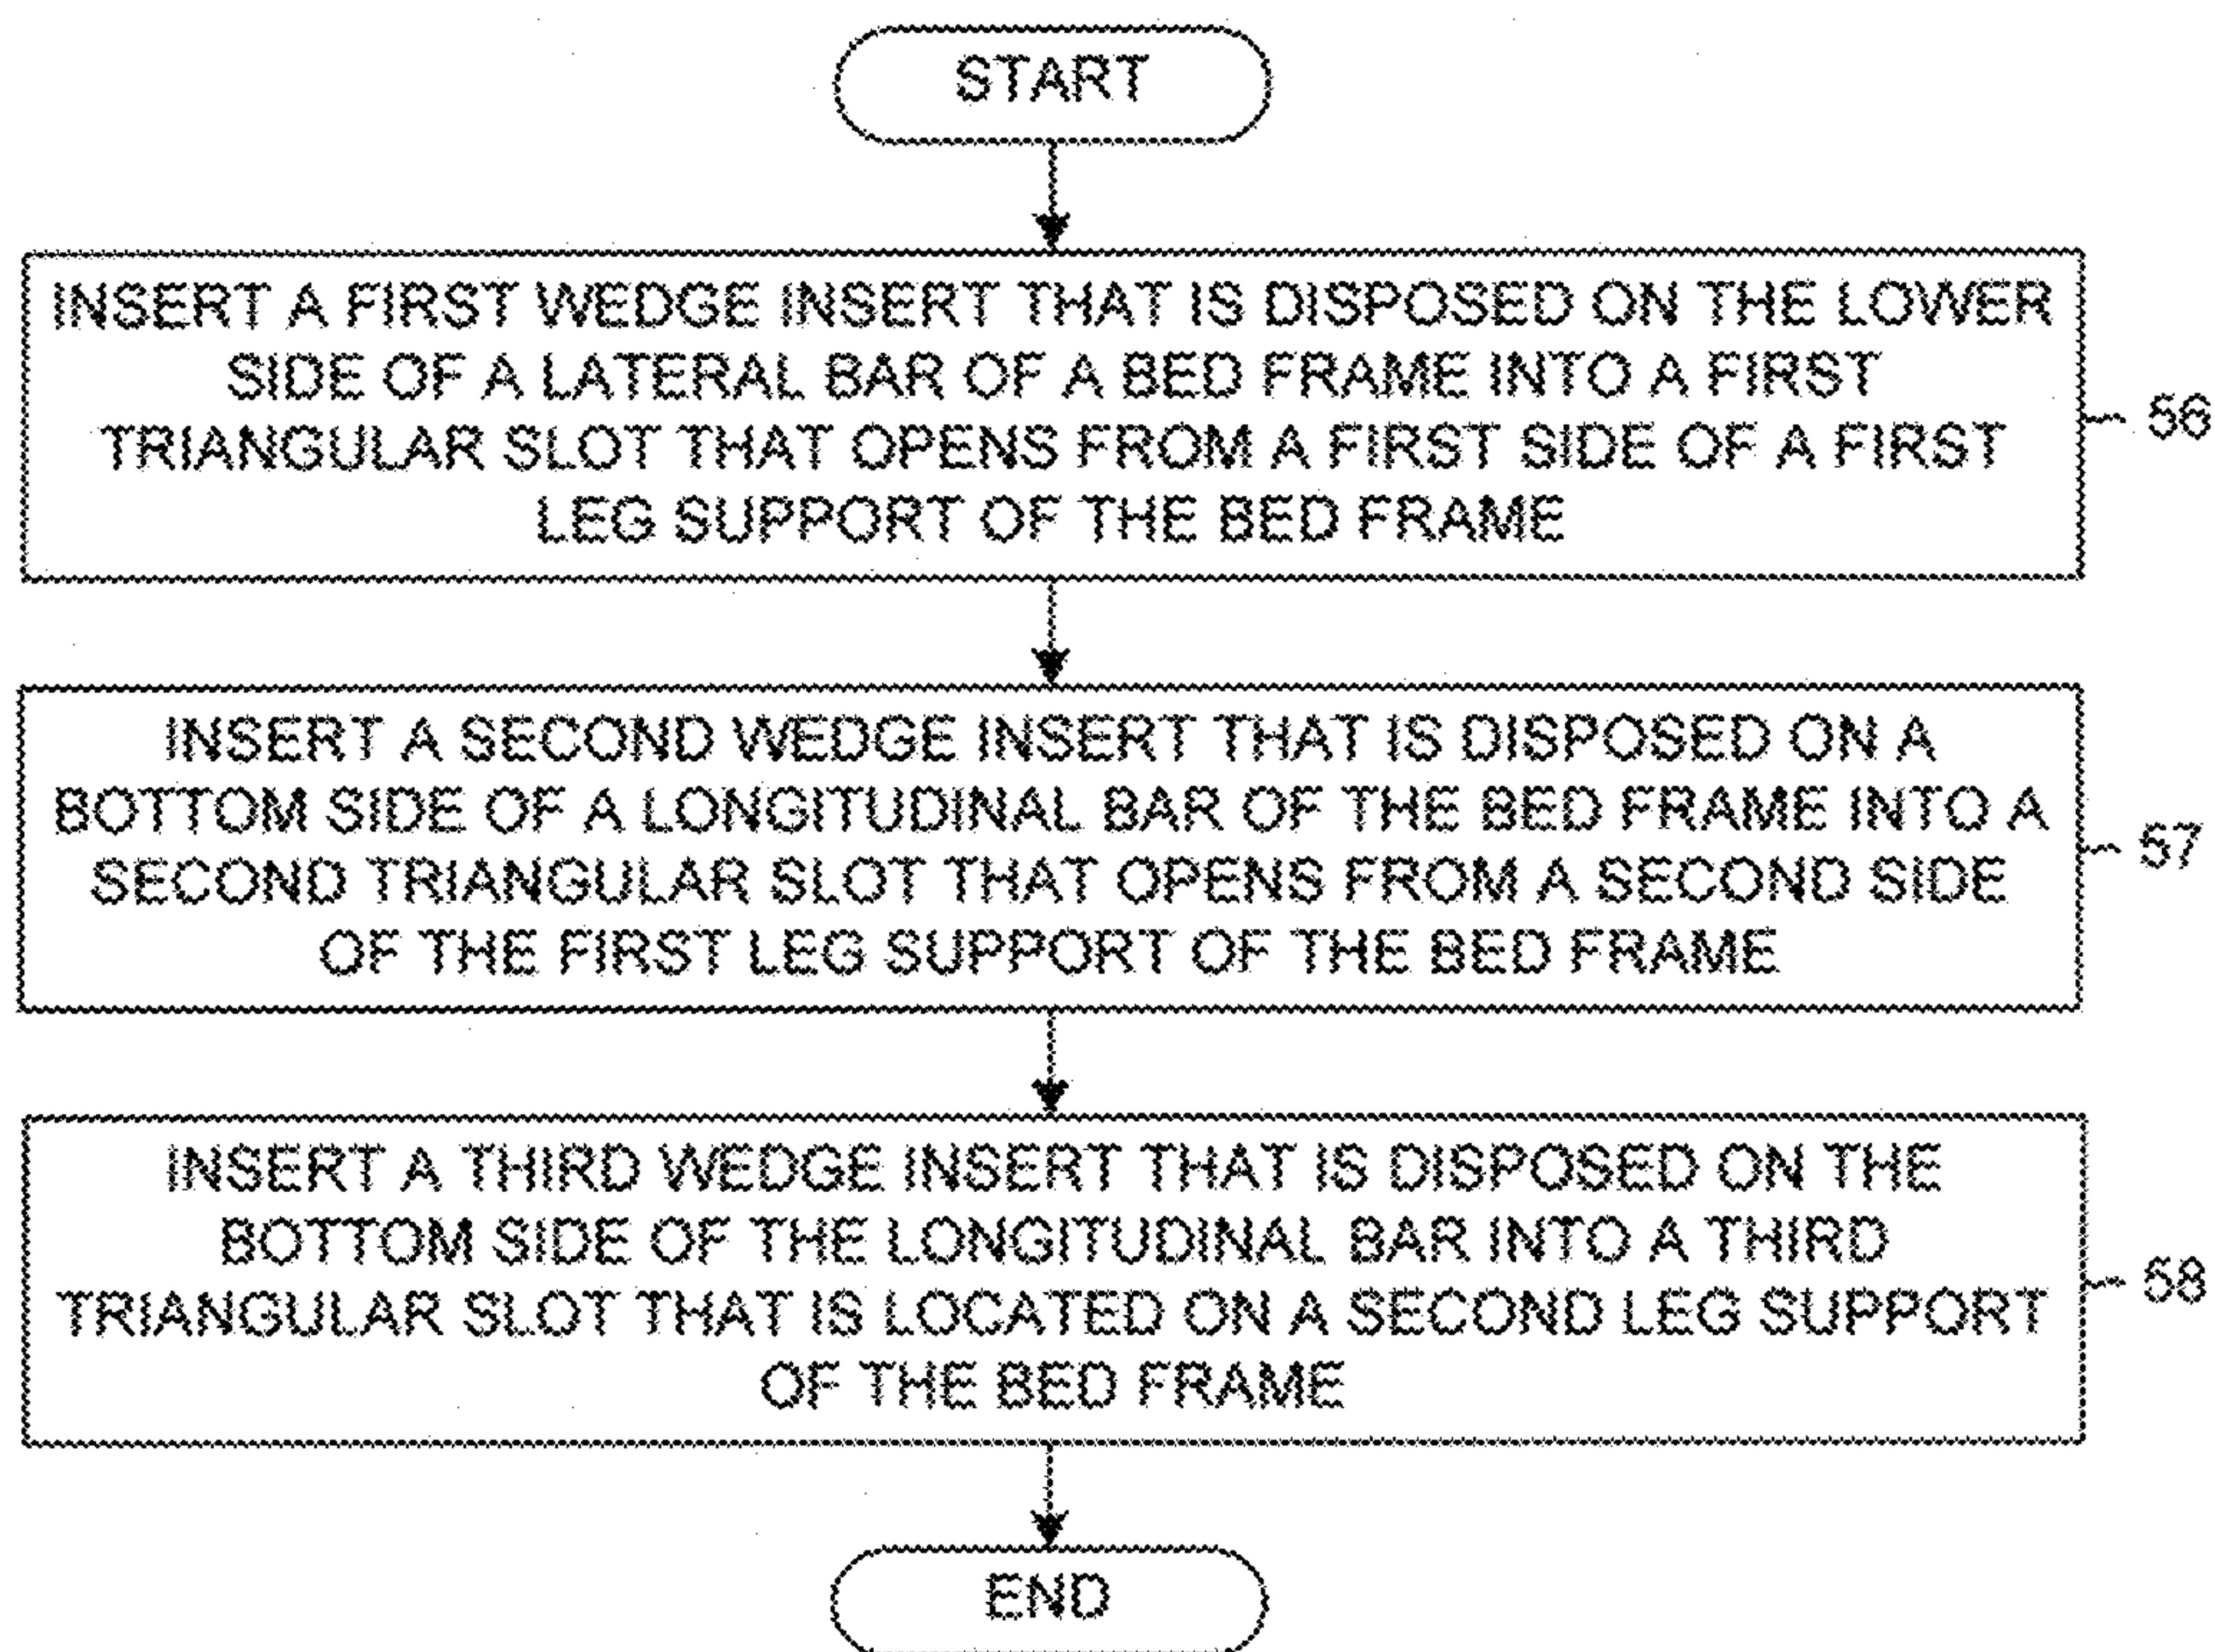 START
INSERT A FIRST WEDGE INSERT THAT IS DISPOSED ON THE LOWER
SIDE OF A LATERAL BAR OF A BED FRAME INTO A FIRST
TRIANGULAR SLOT THAT OPENS FROM A FIRST SIDE OF A FIRST
LEG SUPPORT OF THE BED FRAME
56
INSERT A SECOND WEDGE INSERT THAT IS DISPOSED ON A
BOTTOM SIDE OF A LONGITUDINAL BAR OF THE BED FRAME INTO A
SECOND TRIANGULAR SLOT THAT OPENS FROM A SECOND SIDE
OF THE FIRST LEG SUPPORT OF THE BED FRAME
57
INSERT A THIRD WEDGE INSERT THAT IS DISPOSED ON THE
BOTTOM SIDE OF THE LONGITUDINAL BAR INTO A THIRD
TRIANGULAR SLOT THAT IS LOCATED ON A SECOND LEG SUPPORT
OF THE BED FRAME
58
END